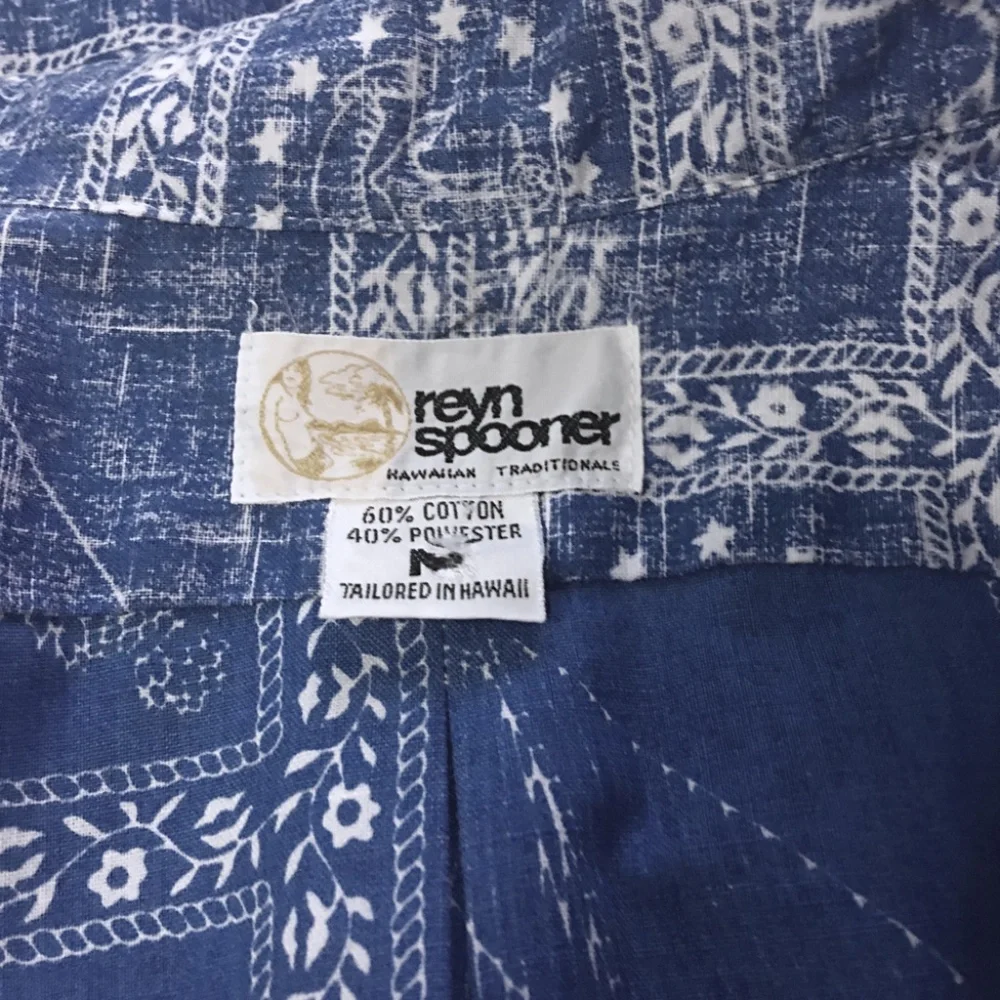 reyn
spooner
HAWAIIAN TRADITIONALS
60% COTTON
40% POLYESTER
TAILORED IN HAWAII